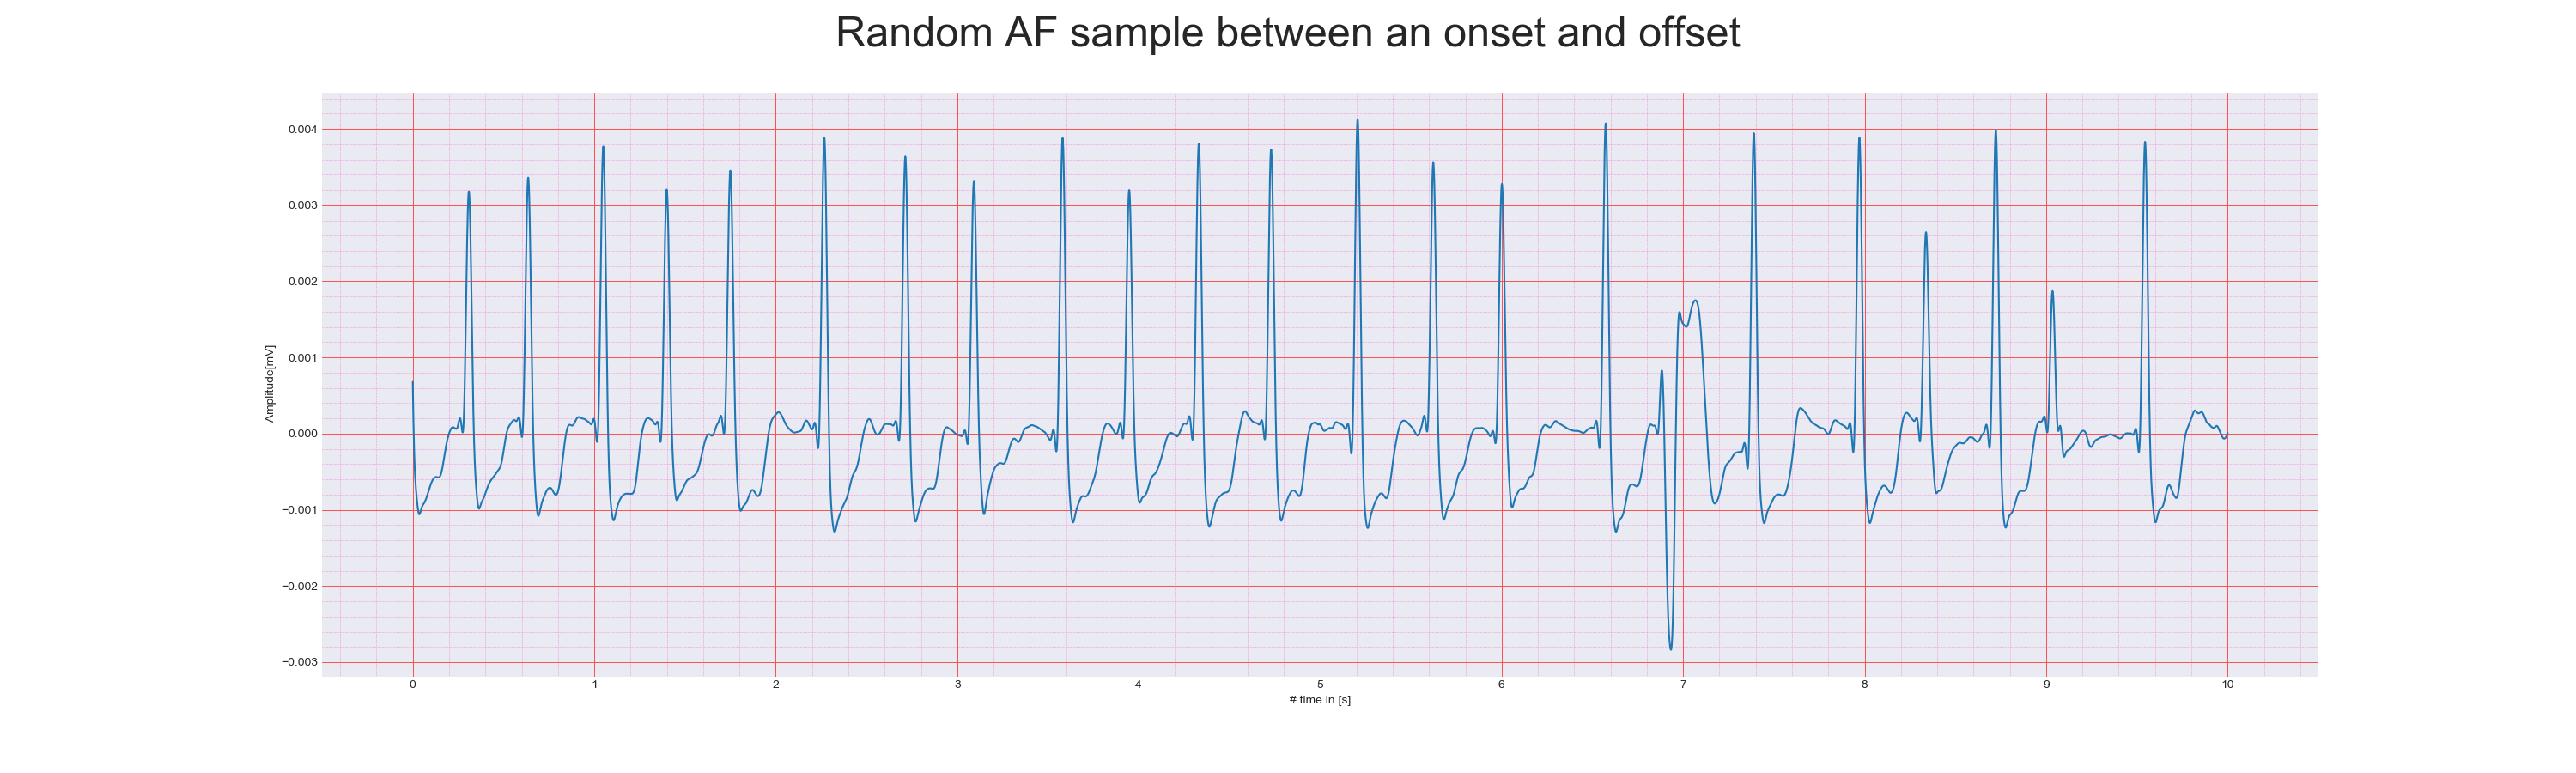 Random AF sample between an onset and offset
Amplitude[mV]
0.004
0.003
0.002
0.001
0.000
−0.001
−0.002
−0.003
0 1 2 3 4 5 6 7 8 9 10
# time in [s]